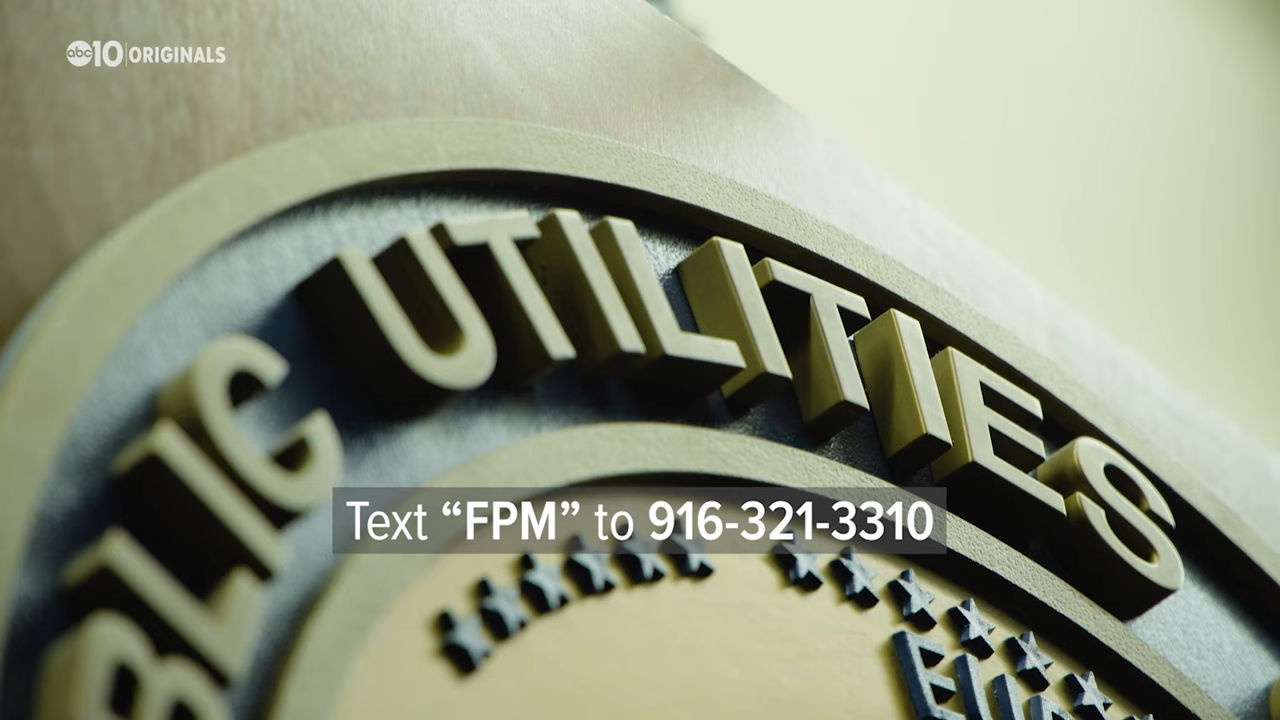 abc10 ORIGINALS
BLIC UTILITIES
Text “FPM” to 916-321-3310